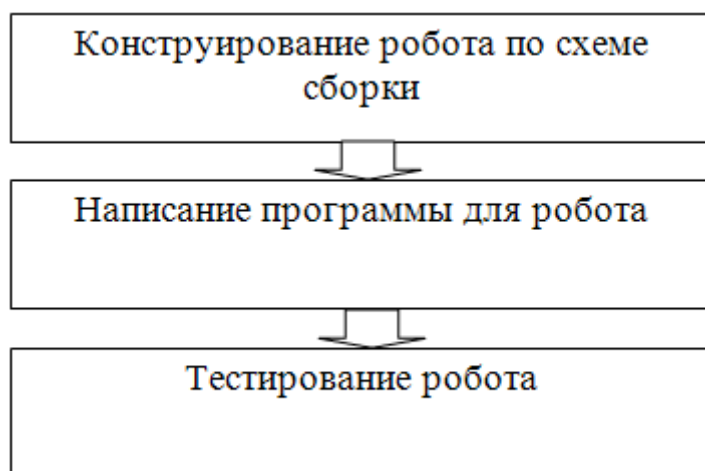 Конструирование робота по схеме
сборки
Написание программы для робота
Тестирование робота